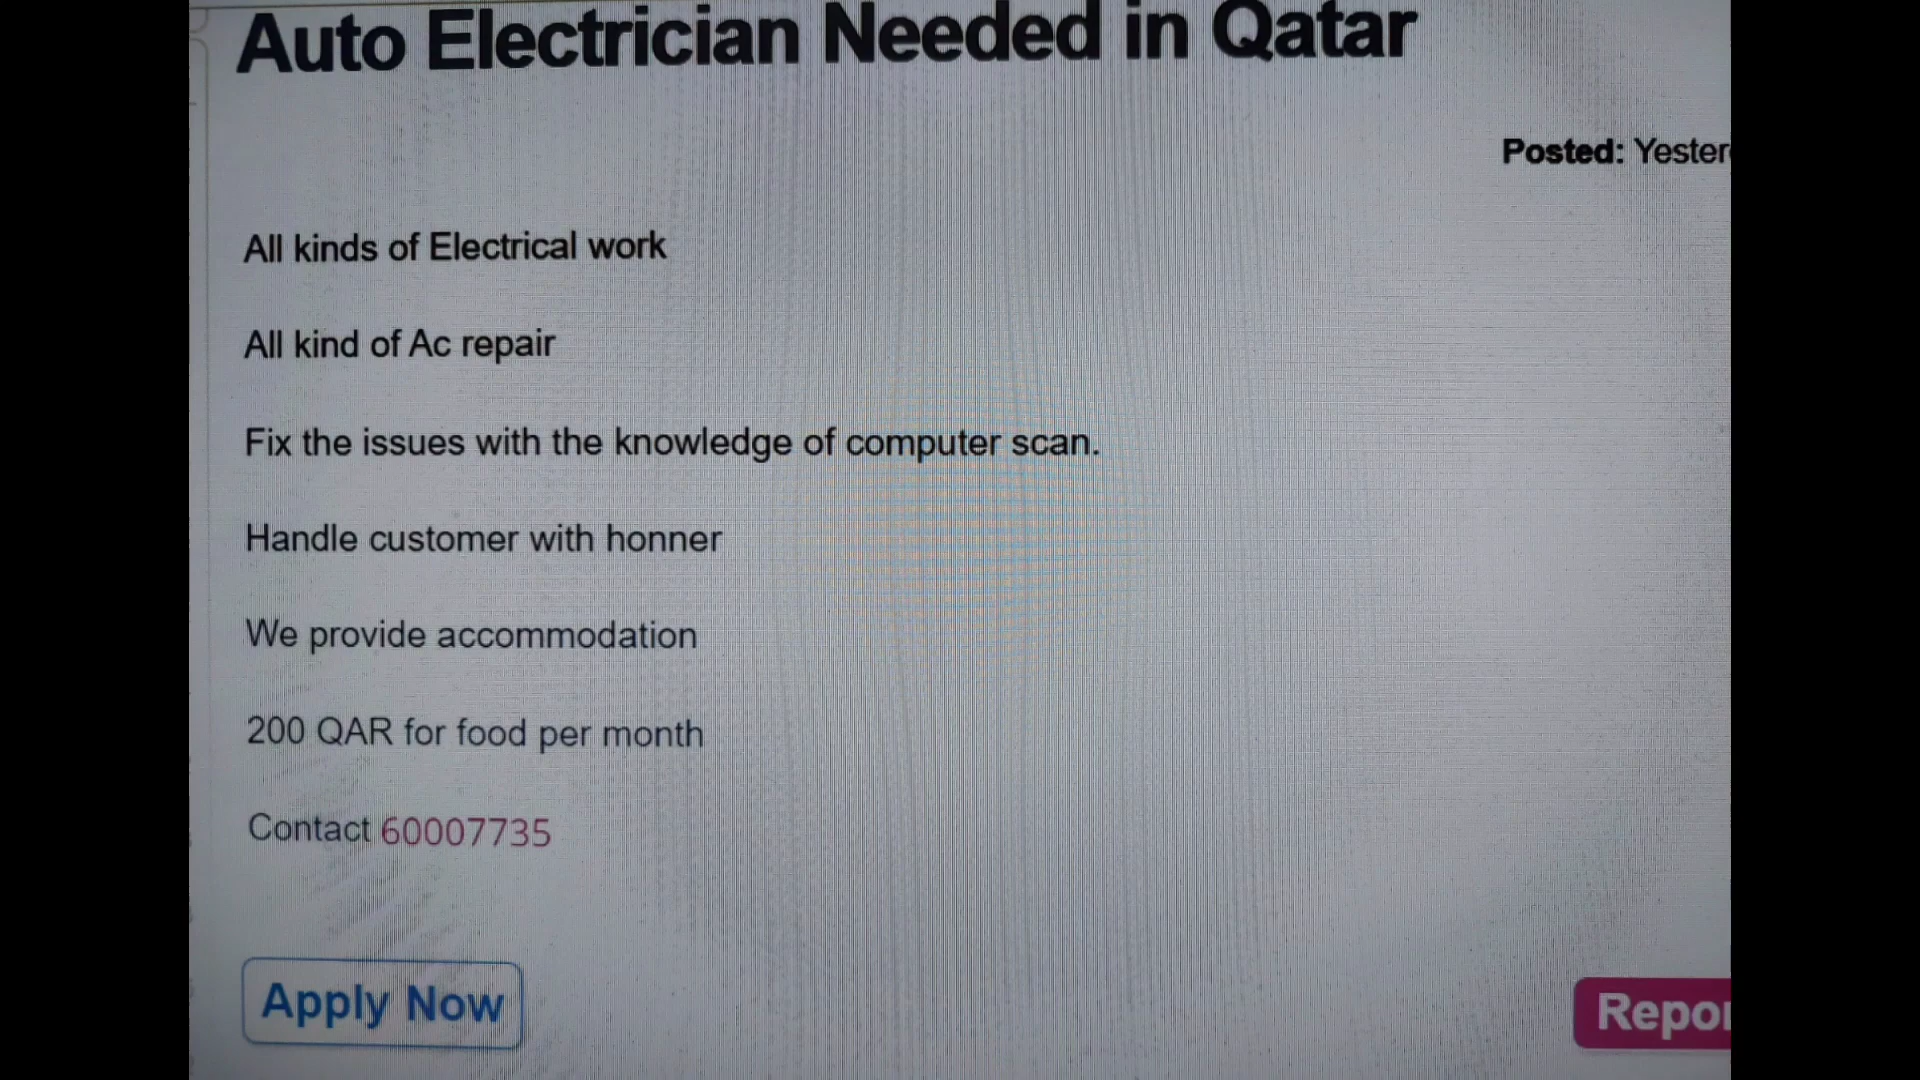 Auto Electrician Needed in Qatar
Posted: Yester
All kinds of Electrical work
All kind of Ac repair
Fix the issues with the knowledge of computer scan.
Handle customer with honner
We provide accommodation
200 QAR for food per month
Contact 60007735
Apply Now
Repor